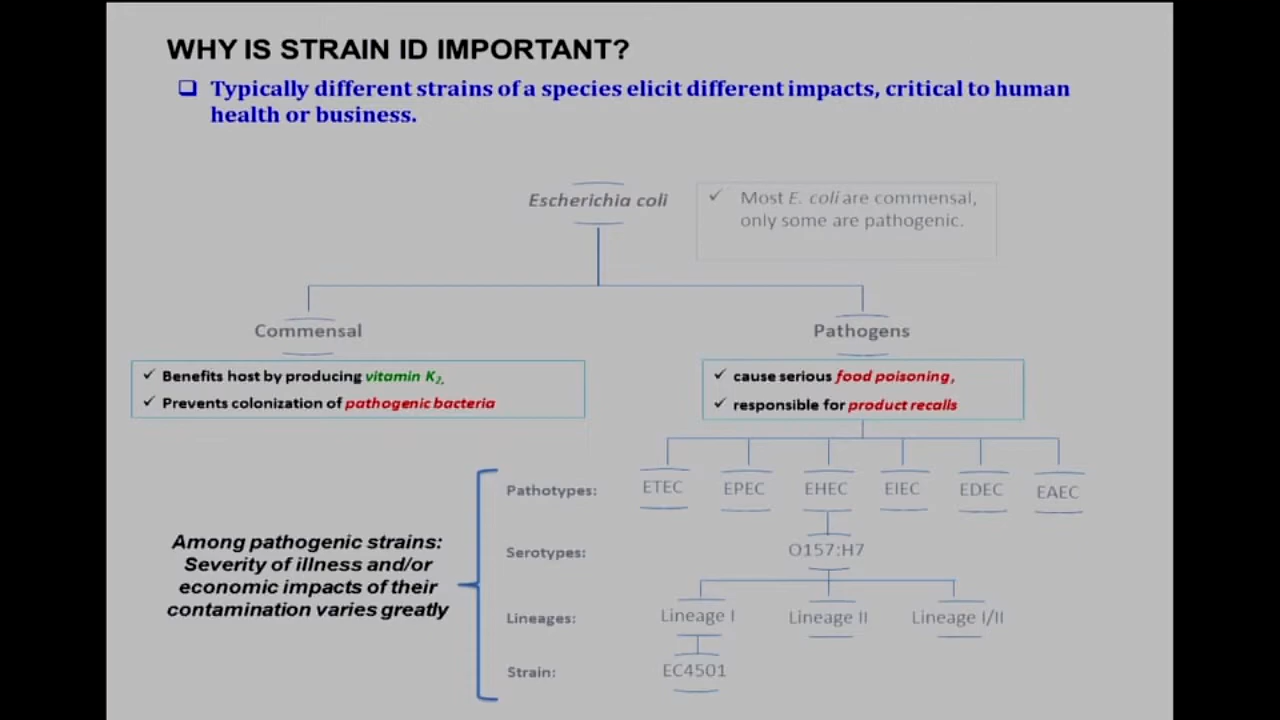 WHY IS STRAIN ID IMPORTANT?
Typically different strains of a species elicit different impacts, critical to human
health or business.
Escherichia coli
✓ Most E. coli are commensal,
only some are pathogenic.
Commensal
Pathogens
✓ Benefits host by producing vitamin K2,
✓ Prevents colonization of pathogenic bacteria
✓ cause serious food poisoning,
✓ responsible for product recalls
Pathotypes: ETEC EPEC EHEC EIEC EDEC EAEC
Among pathogenic strains:
Severity of illness and/or
economic impacts of their
contamination varies greatly
Serotypes: O157:H7
Lineages: Lineage I Lineage II Lineage I/II
Strain: EC4501